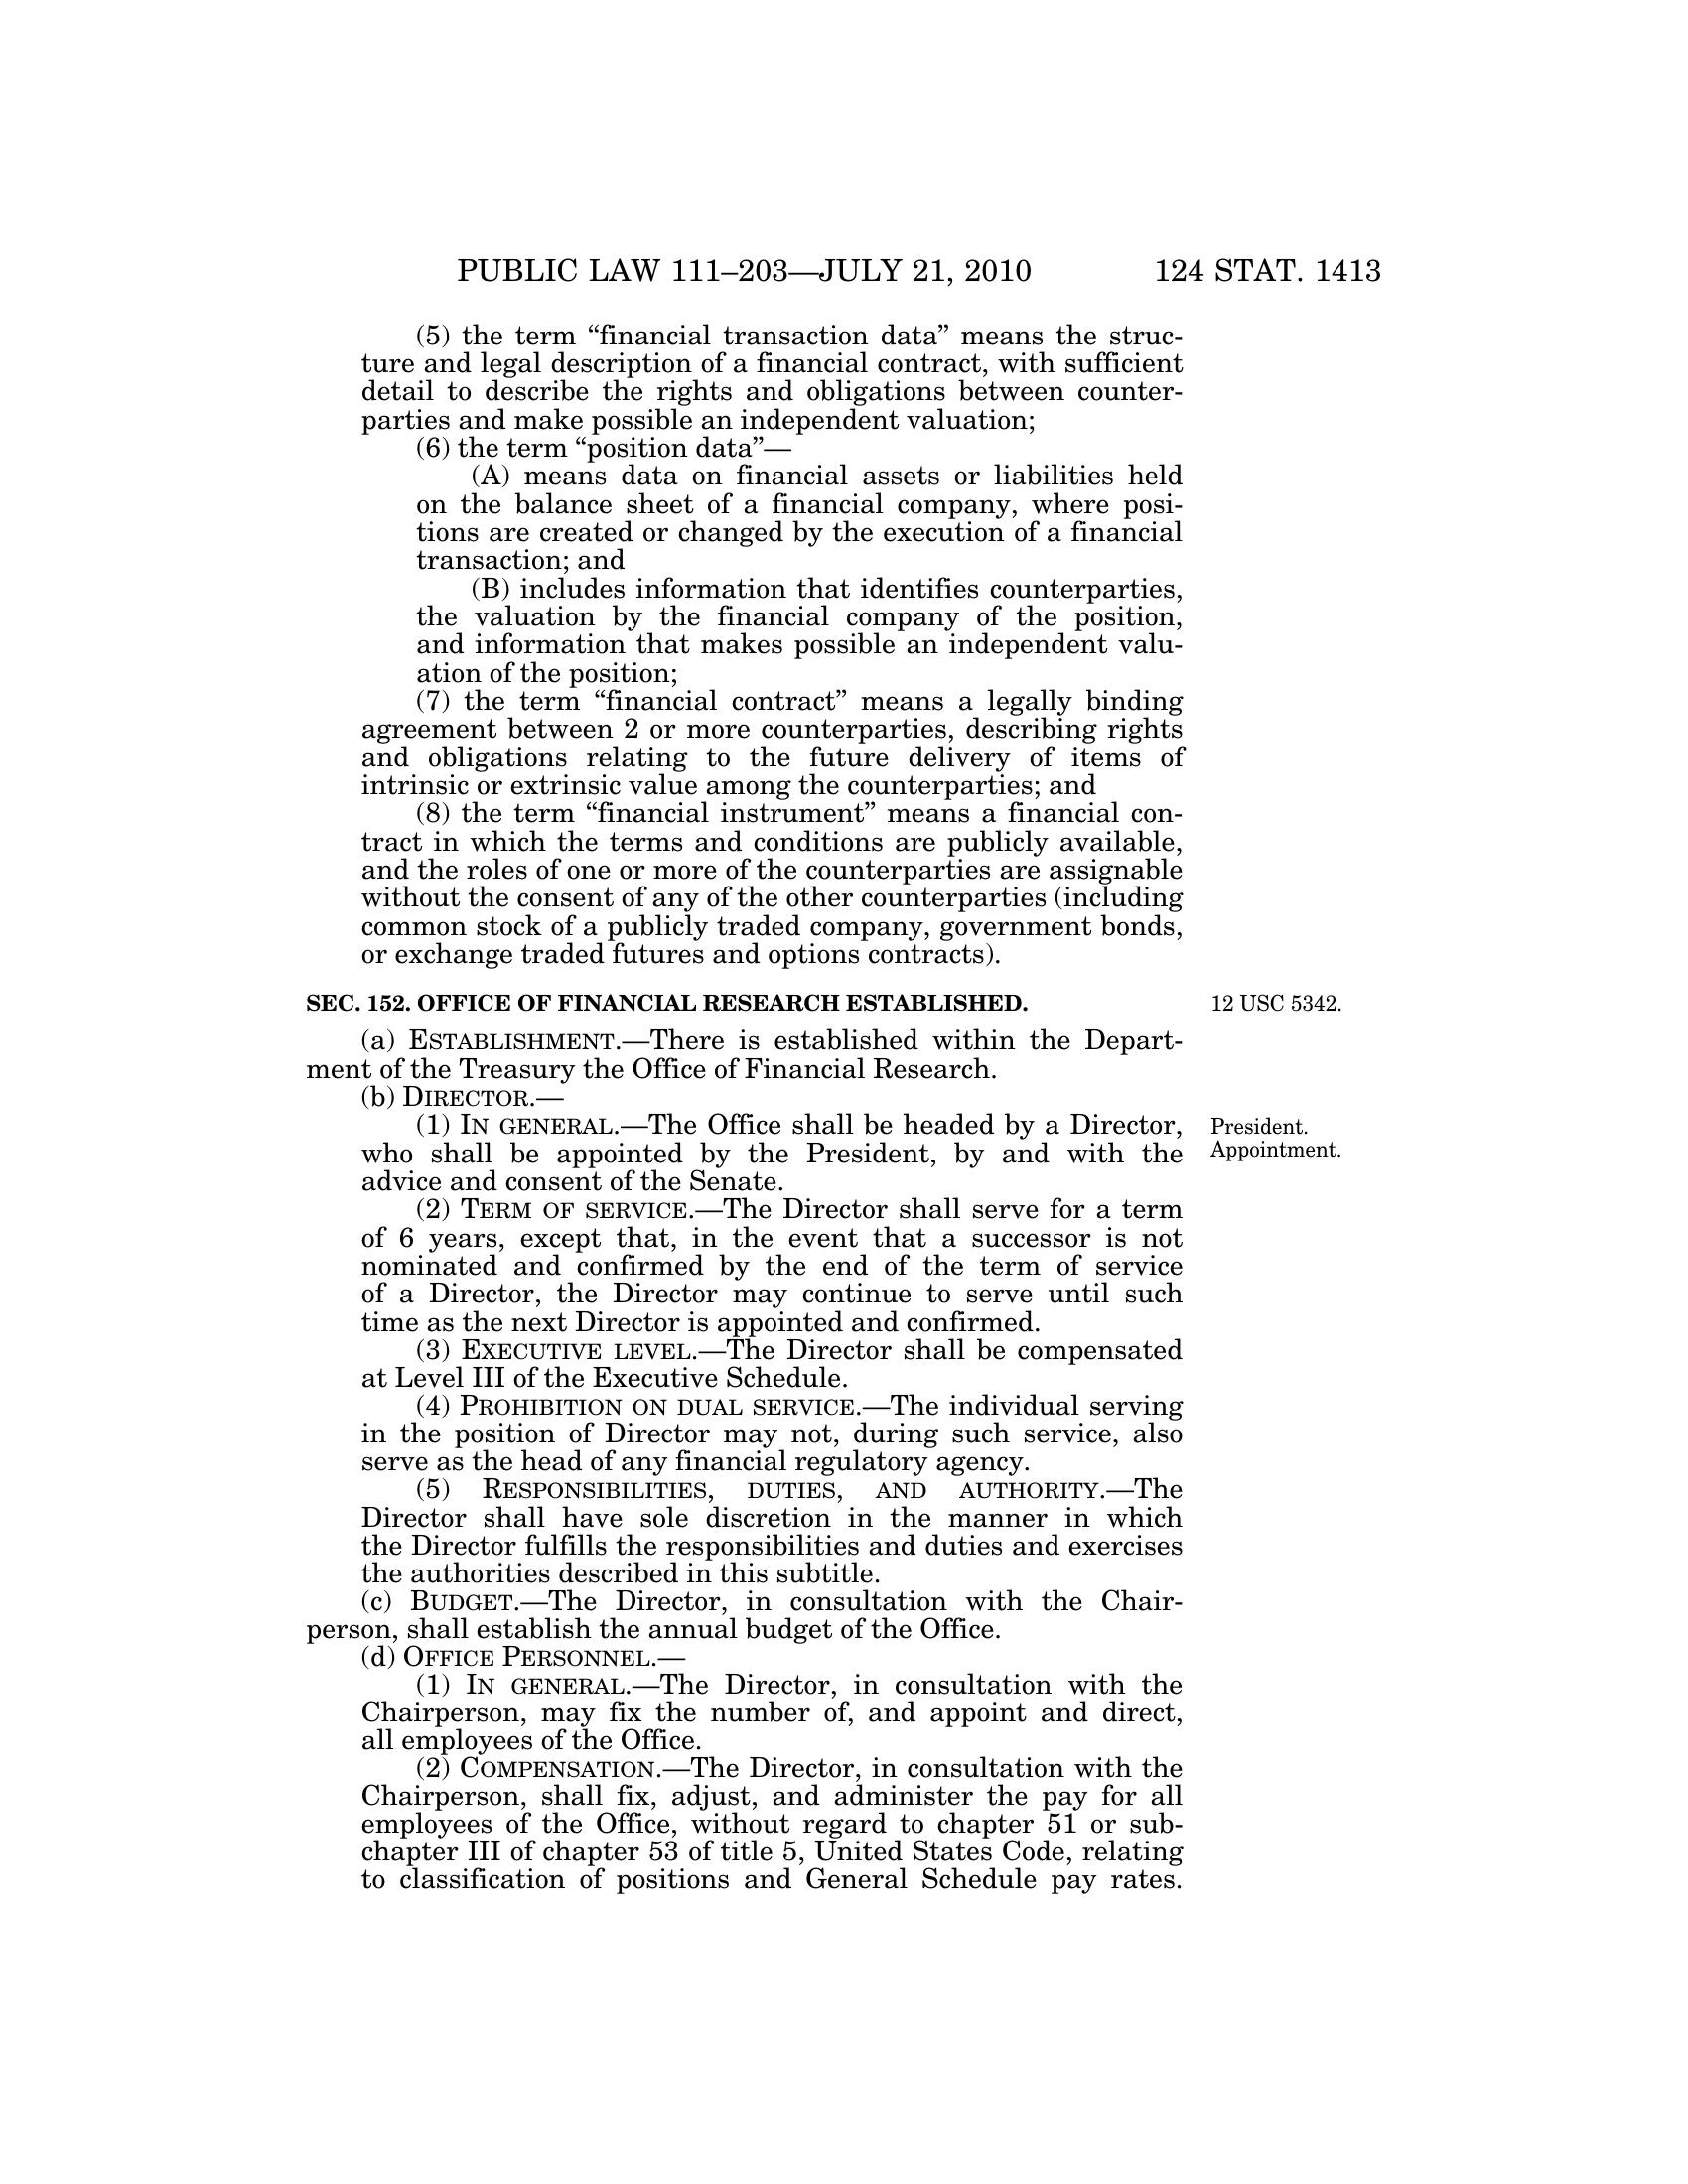 PUBLIC LAW 111–203—JULY 21, 2010 124 STAT. 1413
(5) the term “financial transaction data” means the struc-
ture and legal description of a financial contract, with sufficient
detail to describe the rights and obligations between counter-
parties and make possible an independent valuation;
(6) the term “position data”—
(A) means data on financial assets or liabilities held
on the balance sheet of a financial company, where posi-
tions are created or changed by the execution of a financial
transaction; and
(B) includes information that identifies counterparties,
the valuation by the financial company of the position,
and information that makes possible an independent valu-
ation of the position;
(7) the term “financial contract” means a legally binding
agreement between 2 or more counterparties, describing rights
and obligations relating to the future delivery of items of
intrinsic or extrinsic value among the counterparties; and
(8) the term “financial instrument” means a financial con-
tract in which the terms and conditions are publicly available,
and the roles of one or more of the counterparties are assignable
without the consent of any of the other counterparties (including
common stock of a publicly traded company, government bonds,
or exchange traded futures and options contracts).
SEC. 152. OFFICE OF FINANCIAL RESEARCH ESTABLISHED. 12 USC 5342.
(a) ESTABLISHMENT.—There is established within the Depart-
ment of the Treasury the Office of Financial Research.
(b) DIRECTOR.—
(1) IN GENERAL.—The Office shall be headed by a Director,
who shall be appointed by the President, by and with the
advice and consent of the Senate.
President.
Appointment.
(2) TERM OF SERVICE.—The Director shall serve for a term
of 6 years, except that, in the event that a successor is not
nominated and confirmed by the end of the term of service
of a Director, the Director may continue to serve until such
time as the next Director is appointed and confirmed.
(3) EXECUTIVE LEVEL.—The Director shall be compensated
at Level III of the Executive Schedule.
(4) PROHIBITION ON DUAL SERVICE.—The individual serving
in the position of Director may not, during such service, also
serve as the head of any financial regulatory agency.
(5) RESPONSIBILITIES, DUTIES, AND AUTHORITY.—The
Director shall have sole discretion in the manner in which
the Director fulfills the responsibilities and duties and exercises
the authorities described in this subtitle.
(c) BUDGET.—The Director, in consultation with the Chair-
person, shall establish the annual budget of the Office.
(d) OFFICE PERSONNEL.—
(1) IN GENERAL.—The Director, in consultation with the
Chairperson, may fix the number of, and appoint and direct,
all employees of the Office.
(2) COMPENSATION.—The Director, in consultation with the
Chairperson, shall fix, adjust, and administer the pay for all
employees of the Office, without regard to chapter 51 or sub-
chapter III of chapter 53 of title 5, United States Code, relating
to classification of positions and General Schedule pay rates.